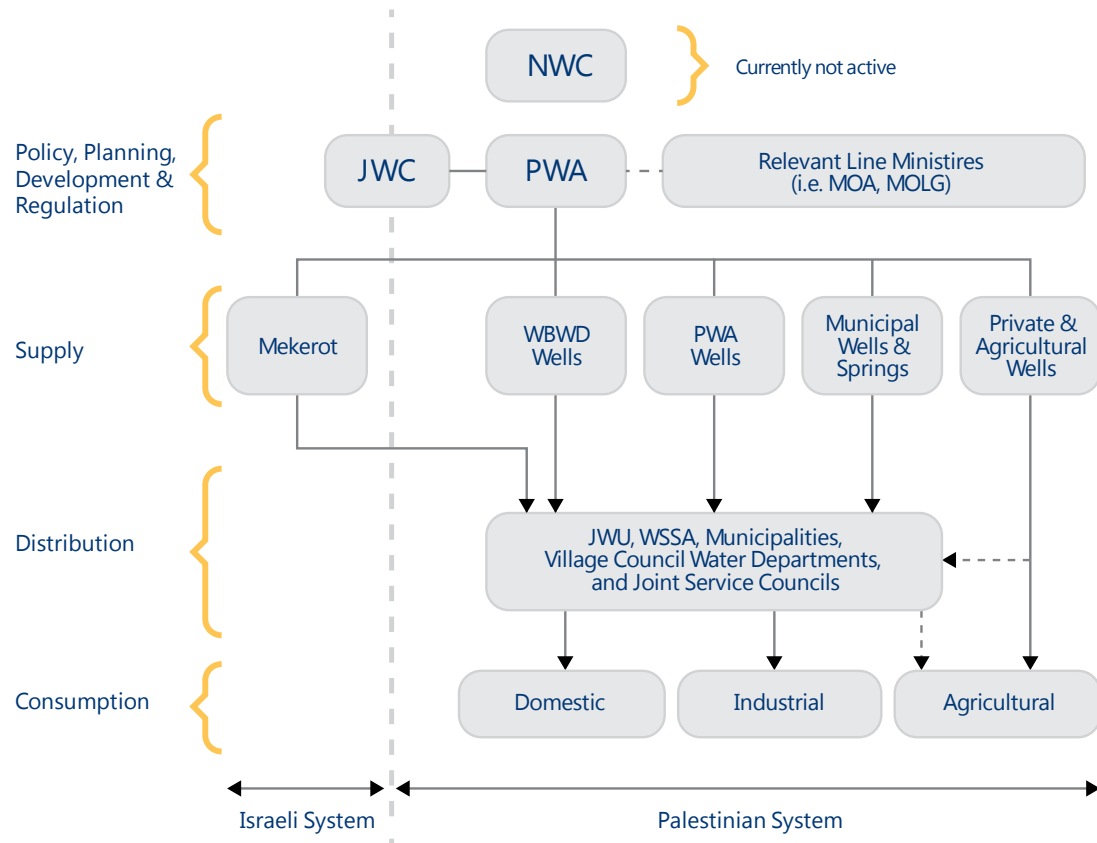 NWC
Currently not active
Policy, Planning,
Development &
Regulation
JWC
PWA
Relevant Line Ministires
(i.e. MOA, MOLG)
Supply
Mekerot
WBWD
Wells
PWA
Wells
Municipal
Wells &
Springs
Private &
Agricultural
Wells
Distribution
JWU, WSSA, Municipalities,
Village Council Water Departments,
and Joint Service Councils
Consumption
Domestic
Industrial
Agricultural
Israeli System
Palestinian System